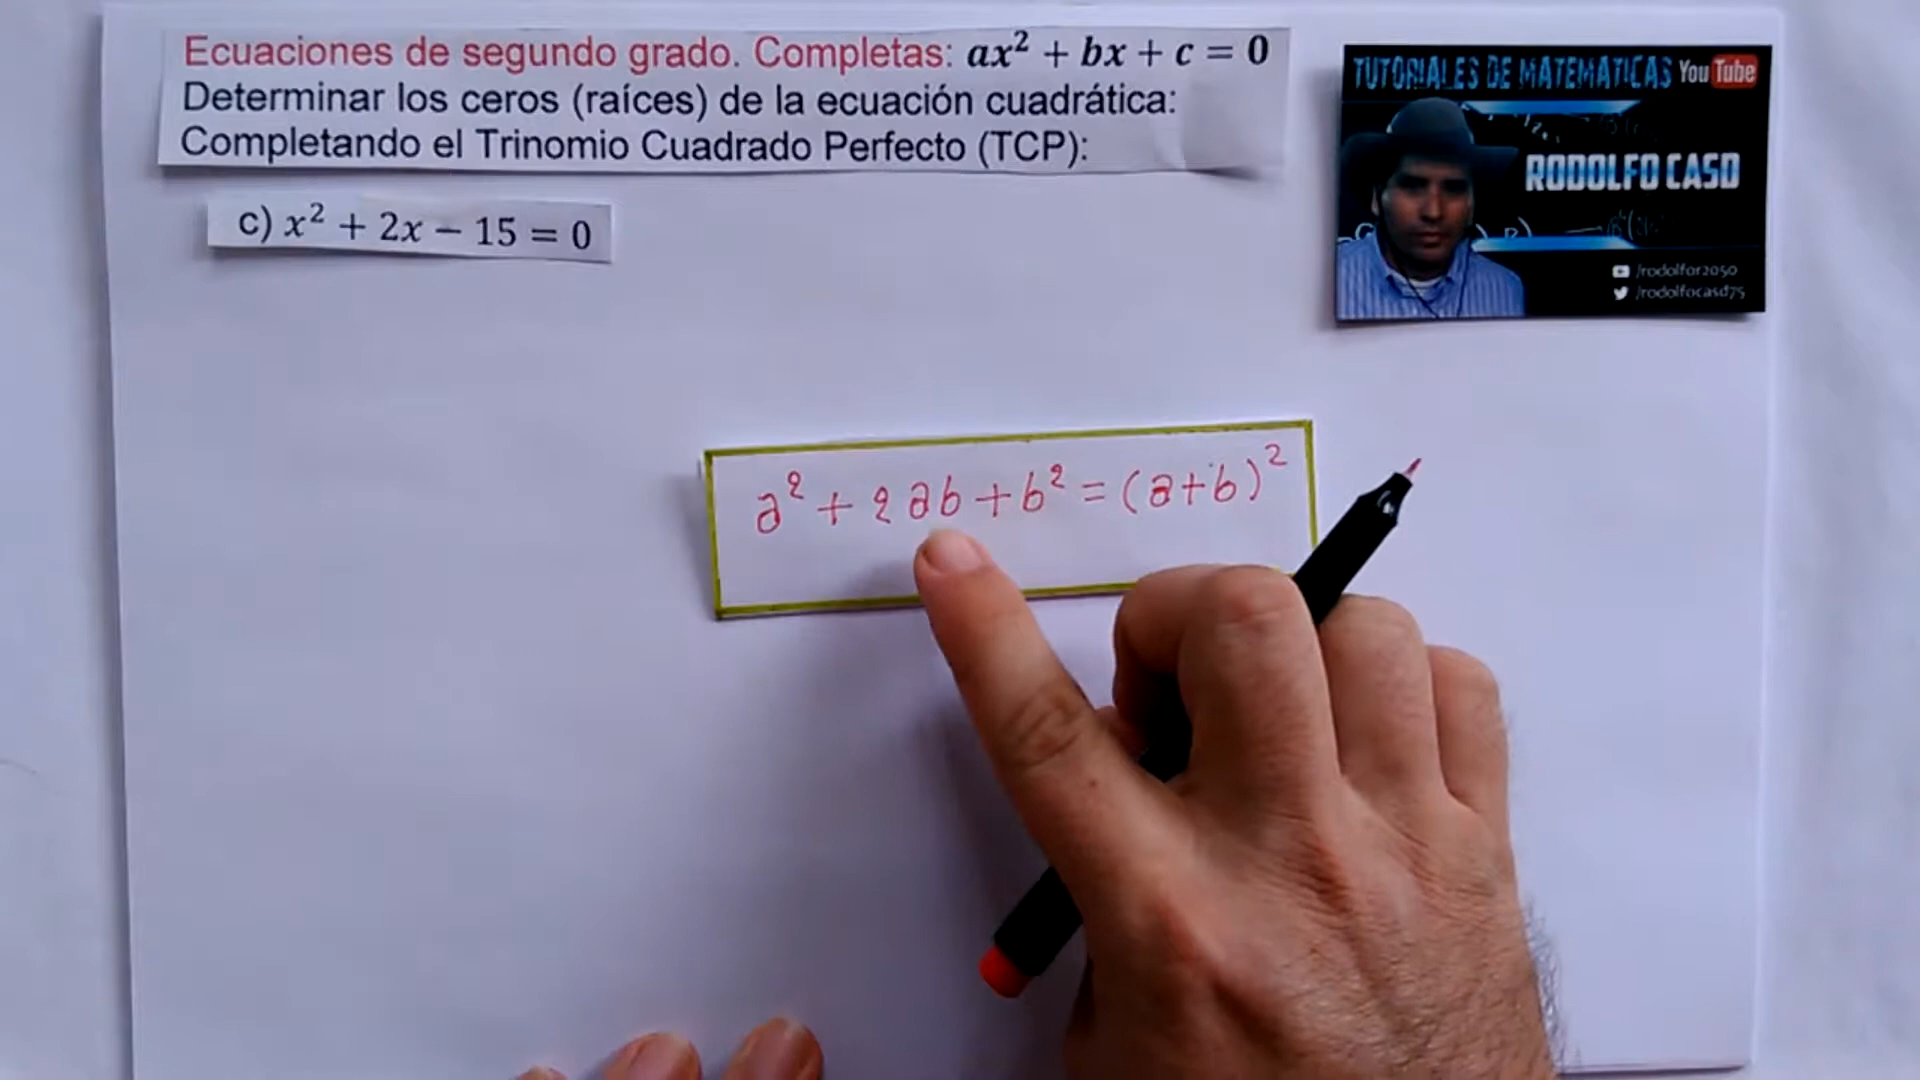 Ecuaciones de segundo grado. Completas: ax² + bx + c = 0
Determinar los ceros (raíces) de la ecuación cuadrática:
Completando el Trinomio Cuadrado Perfecto (TCP):
c) x² + 2x − 15 = 0
TUTORIALES DE MATEMATICAS YouTube
RODOLFO CASO
/rodolfor2050
/rodolfocasd75
a² + 2ab + b² = (a+b)²